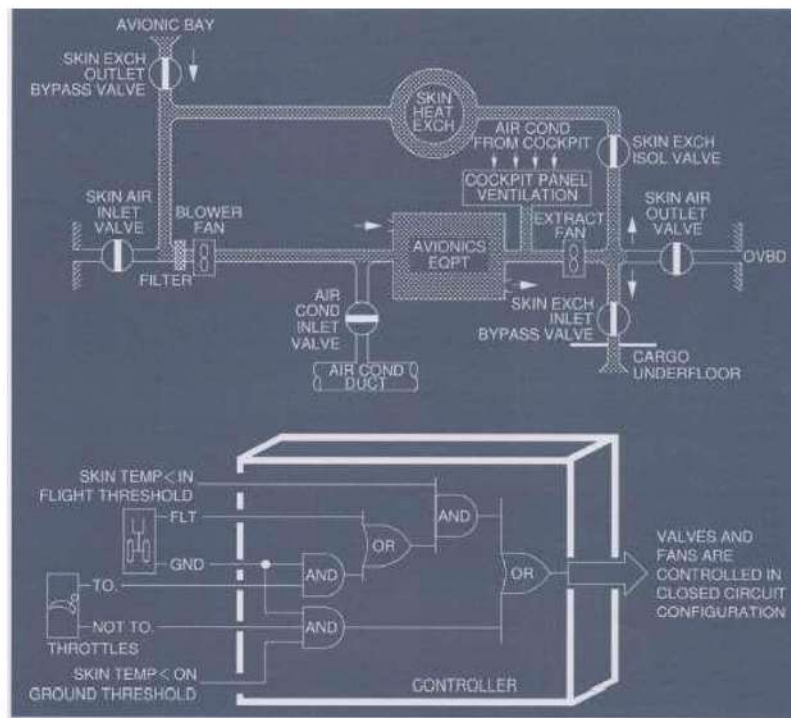 AVIONIC BAY
SKIN EXCH
OUTLET
BYPASS VALVE
SKIN
HEAT
EXCH
AIR COND
FROM COCKPIT
SKIN EXCH
ISOL VALVE
COCKPIT PANEL
VENTILATION
SKIN AIR
INLET
VALVE
BLOWER
FAN
EXTRACT
FAN
SKIN AIR
OUTLET
VALVE
AVIONICS
EQPT
OVBD
FILTER
AIR
COND
INLET
VALVE
SKIN EXCH
INLET
BYPASS VALVE
AIR COND
DUCT
CARGO
UNDERFLOOR
SKIN TEMP < IN
FLIGHT THRESHOLD
FLT
AND
OR
GND
AND
OR
TO.
AND
NOT TO.
THROTTLES
SKIN TEMP < ON
GROUND THRESHOLD
CONTROLLER
VALVES AND
FANS ARE
CONTROLLED IN
CLOSED CIRCUIT
CONFIGURATION